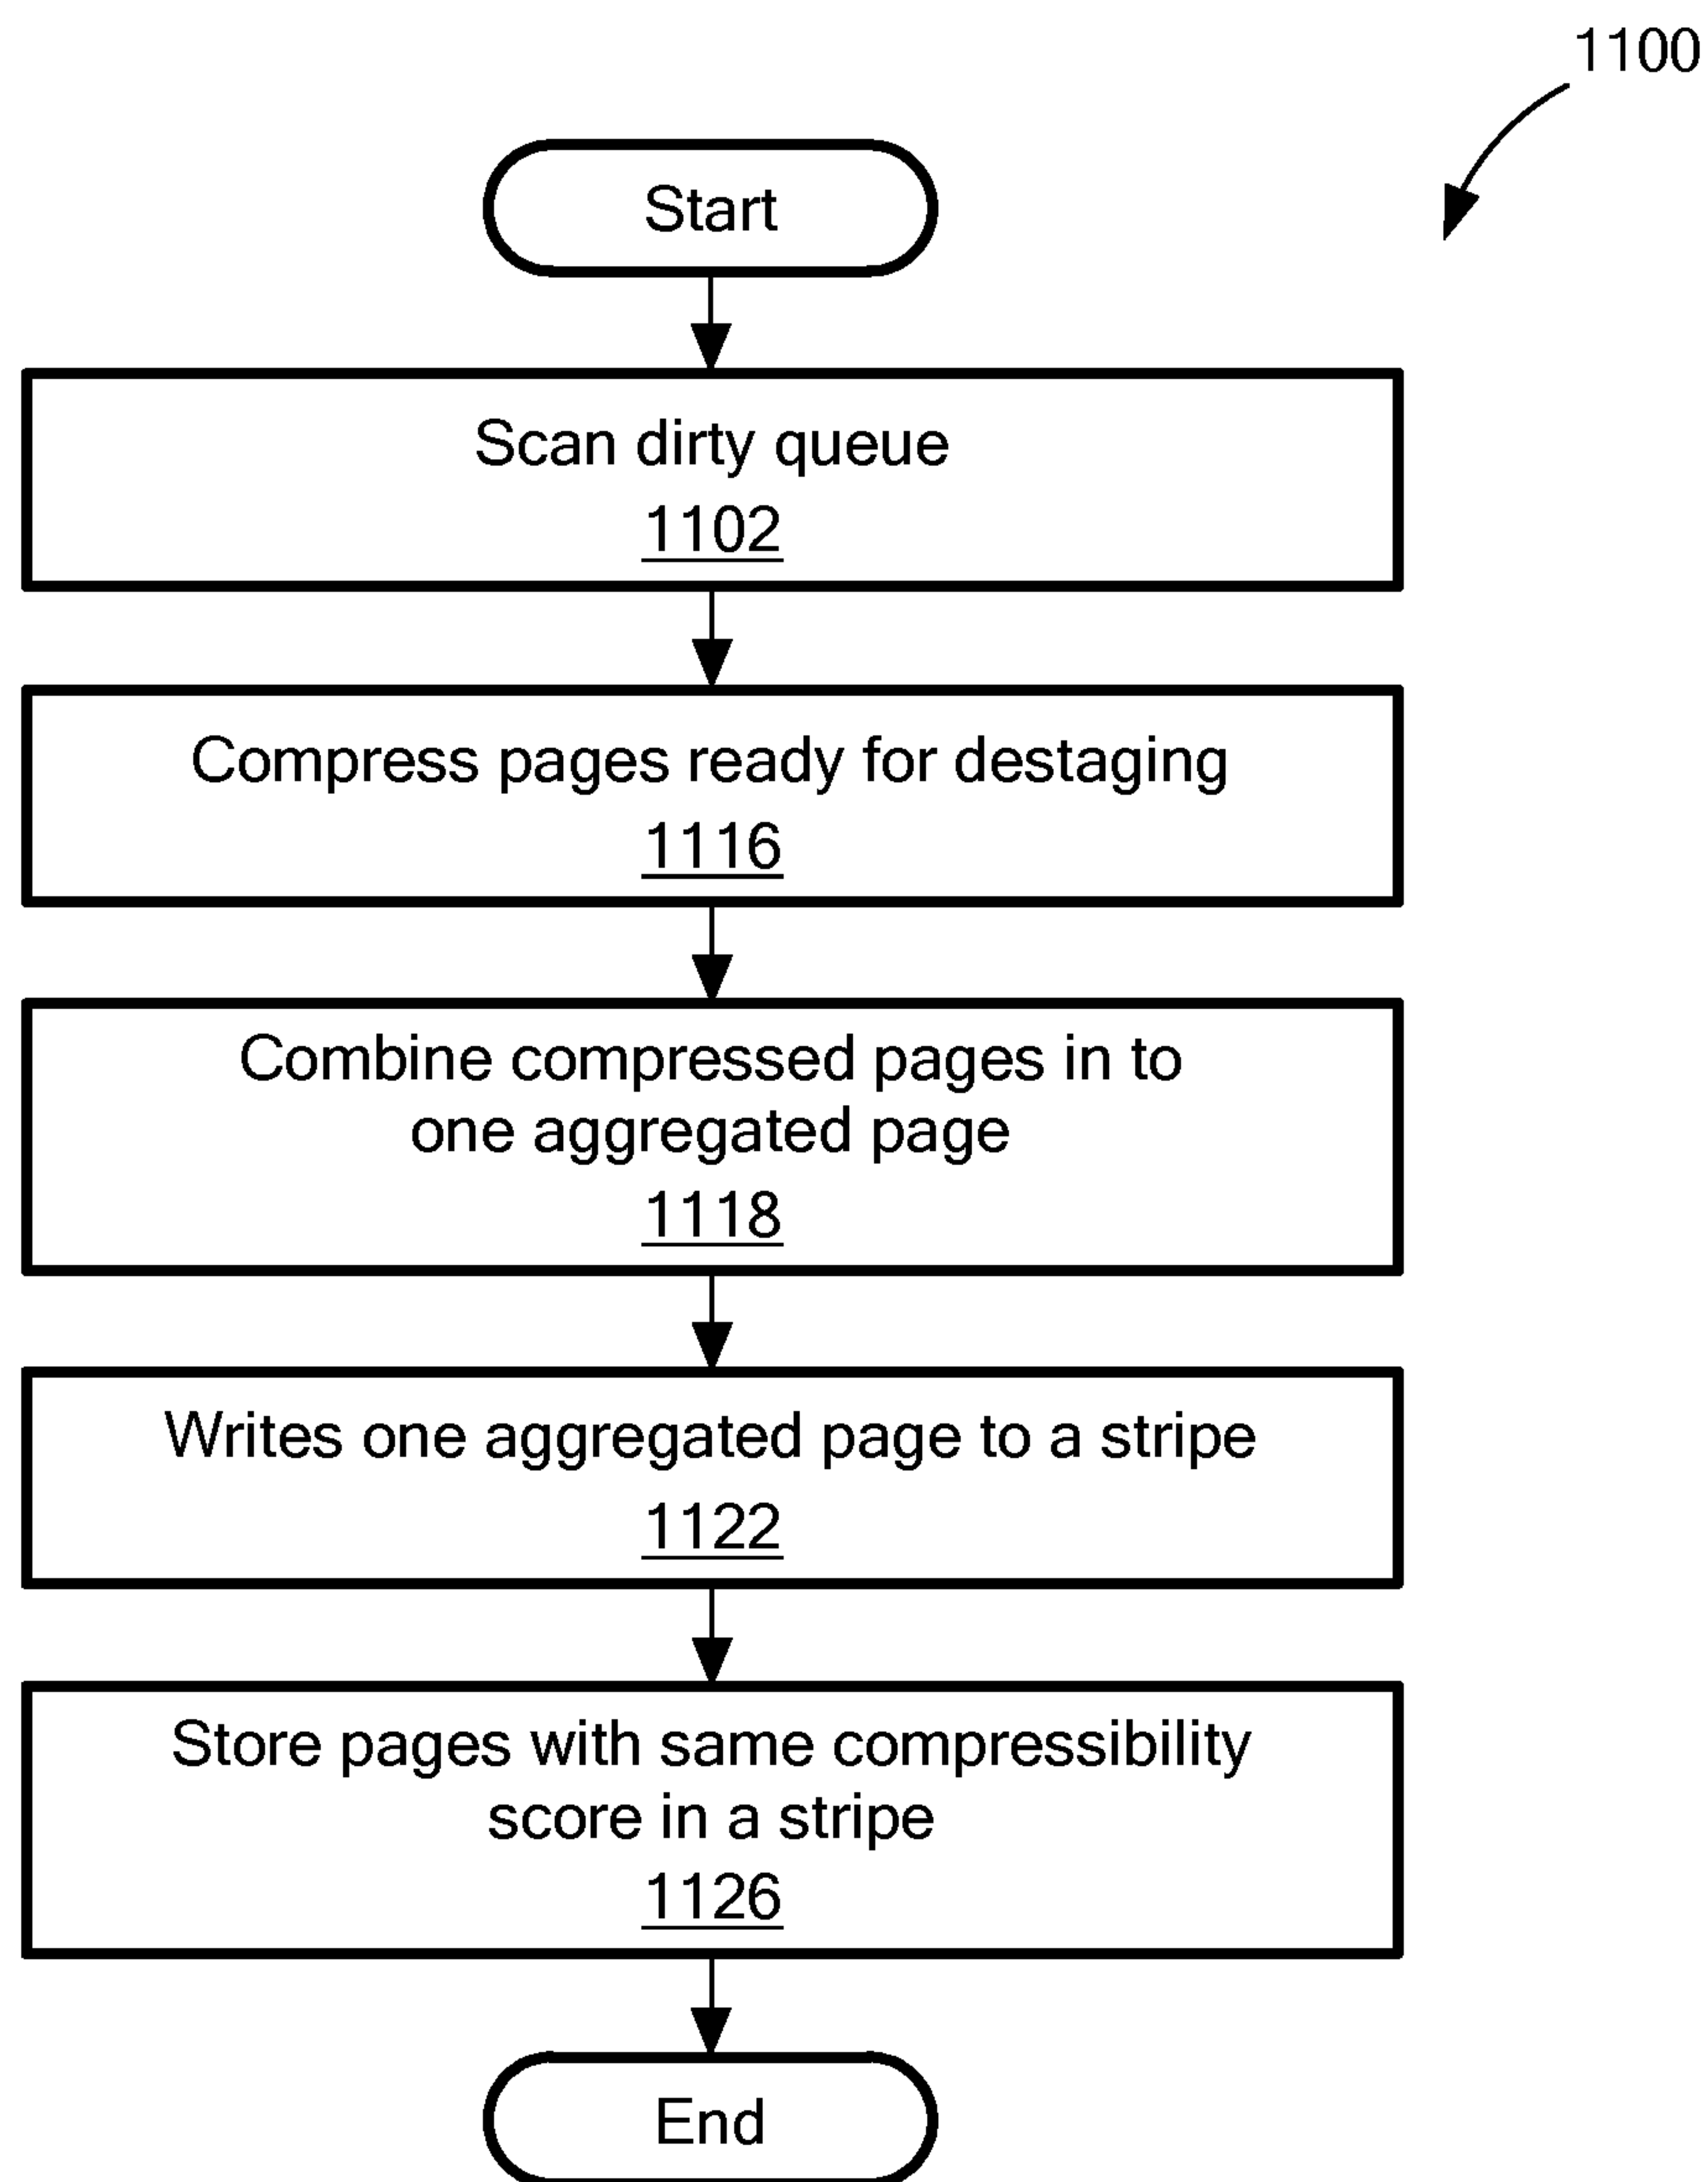 1100
Start
Scan dirty queue
1102
Compress pages ready for destaging
1116
Combine compressed pages in to
one aggregated page
1118
Writes one aggregated page to a stripe
1122
Store pages with same compressibility
score in a stripe
1126
End